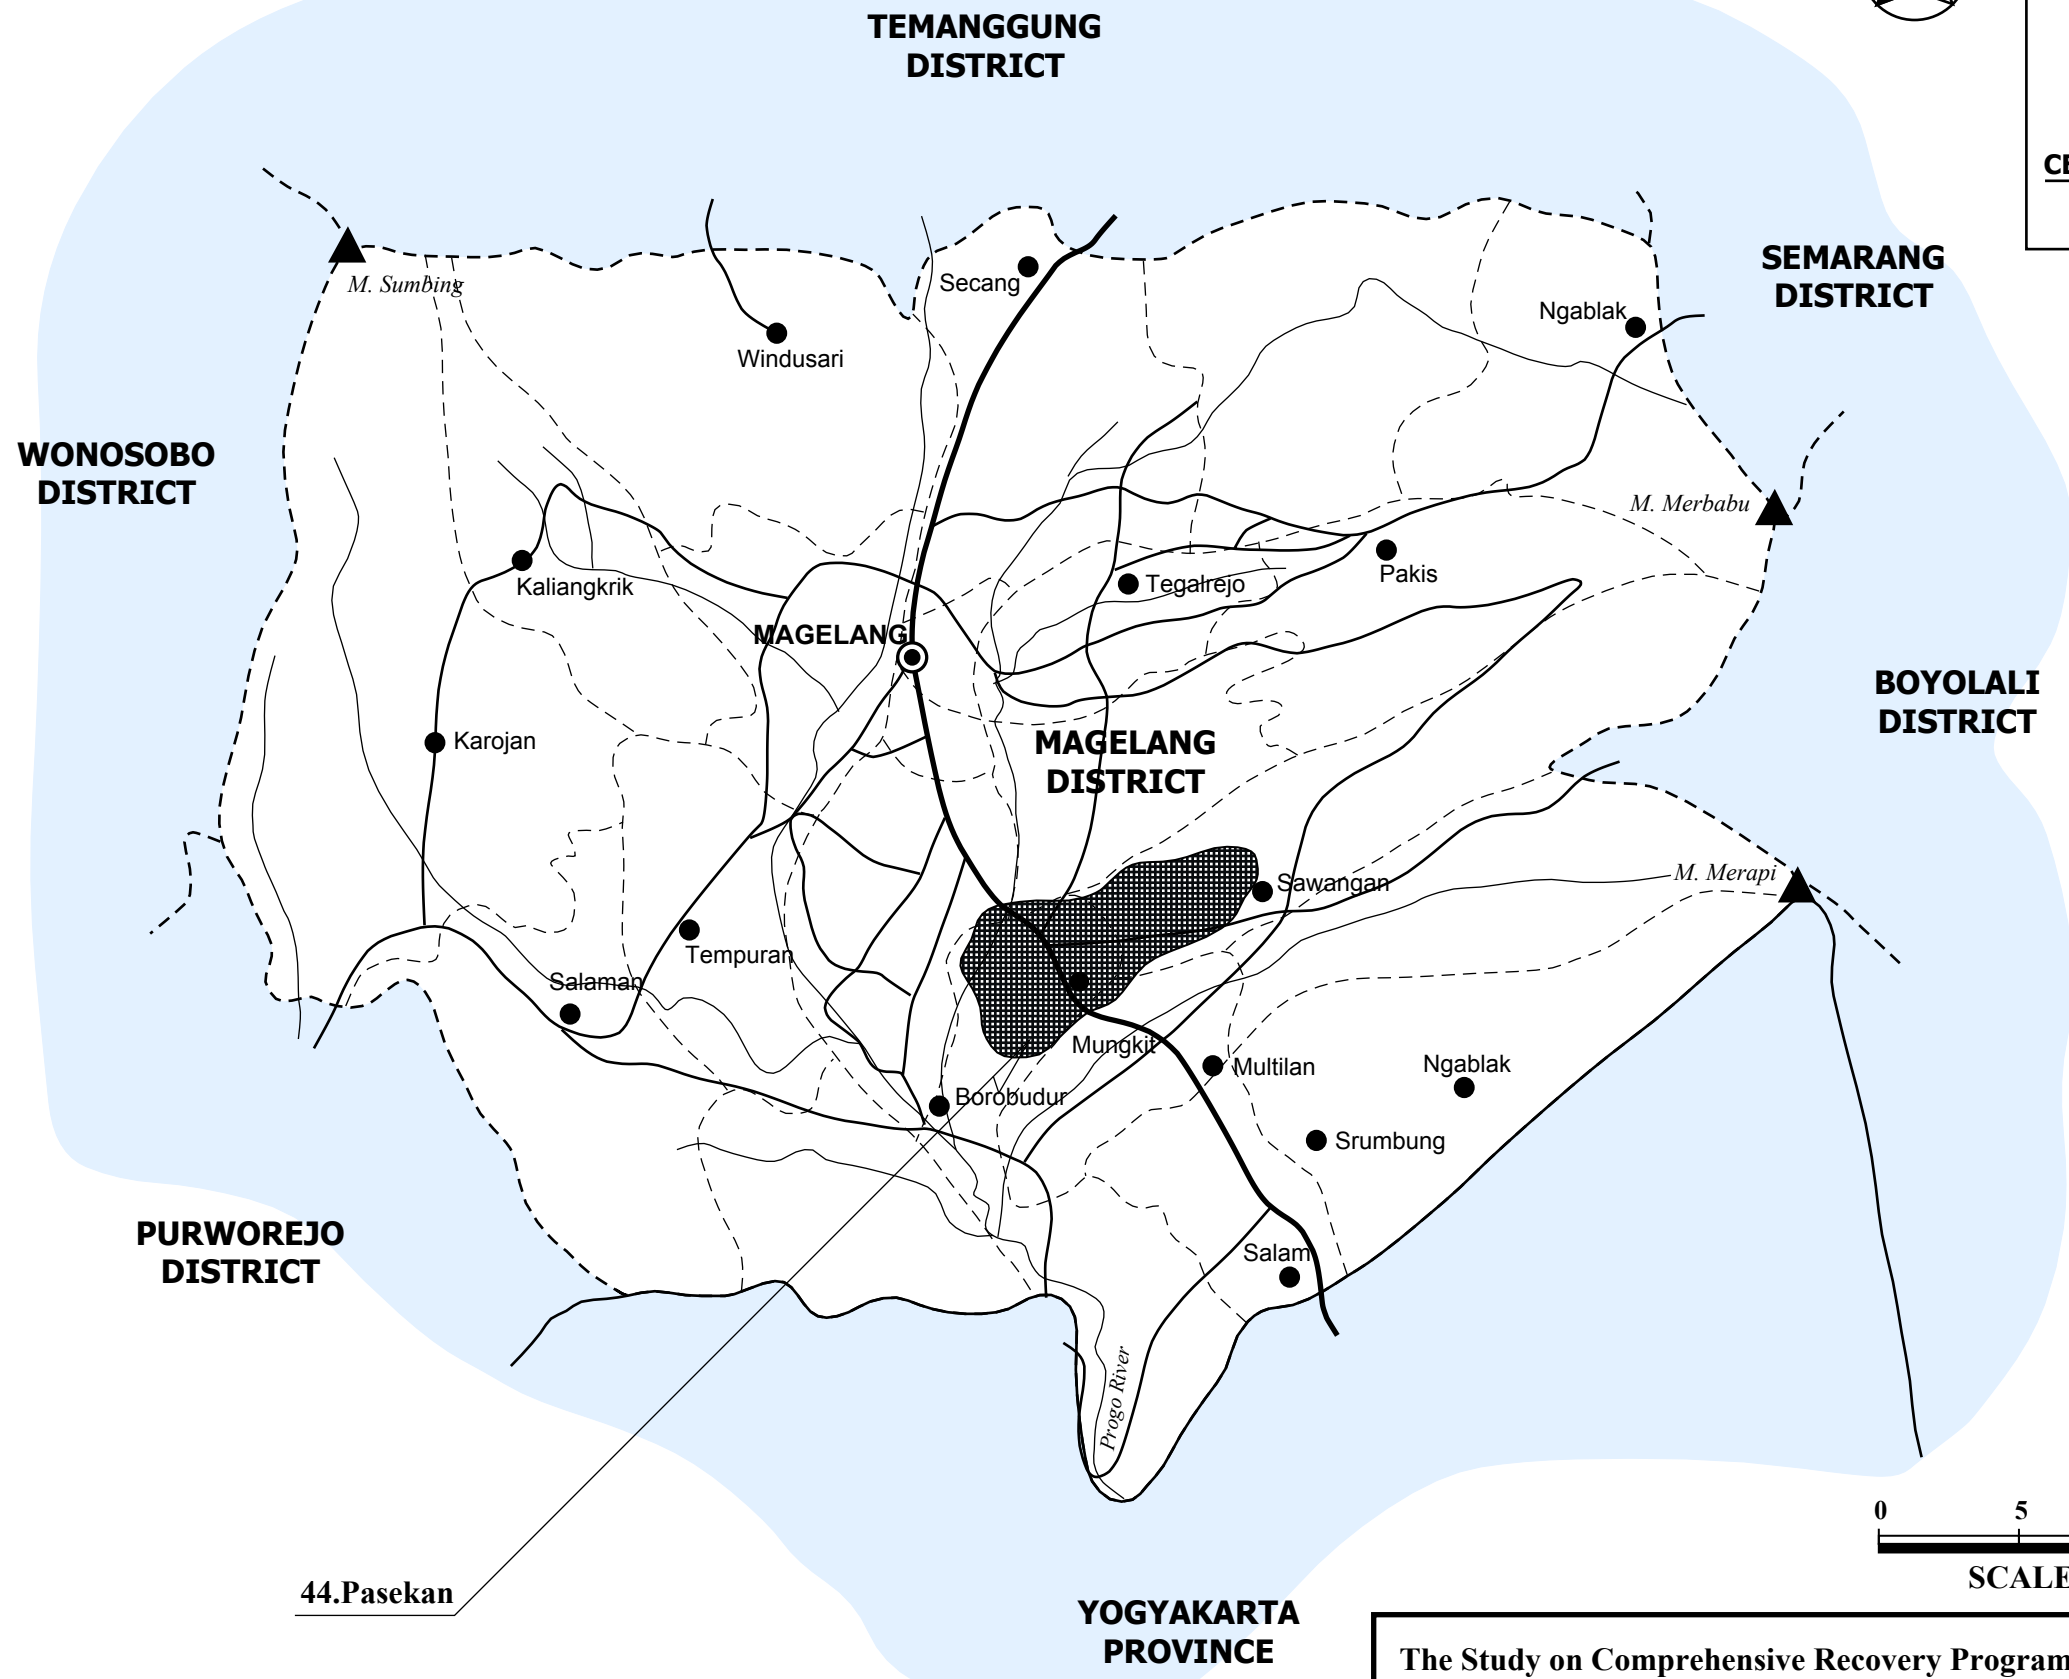 TEMANGGUNG
DISTRICT
CE
SEMARANG
DISTRICT
M. Sumbing
Secang
Ngablak
Windusari
WONOSOBO
DISTRICT
M. Merbabu
Kaliangkrik
Tegalrejo
Pakis
MAGELANG
BOYOLALI
DISTRICT
Karojan
MAGELANG
DISTRICT
M. Merapi
Sawangan
Tempuran
Salaman
Mungkit
Multilan
Ngablak
Borobudur
Srumbung
PURWOREJO
DISTRICT
Salam
Progo River
0 5
SCALE
44.Pasekan
YOGYAKARTA
PROVINCE
The Study on Comprehensive Recovery Program